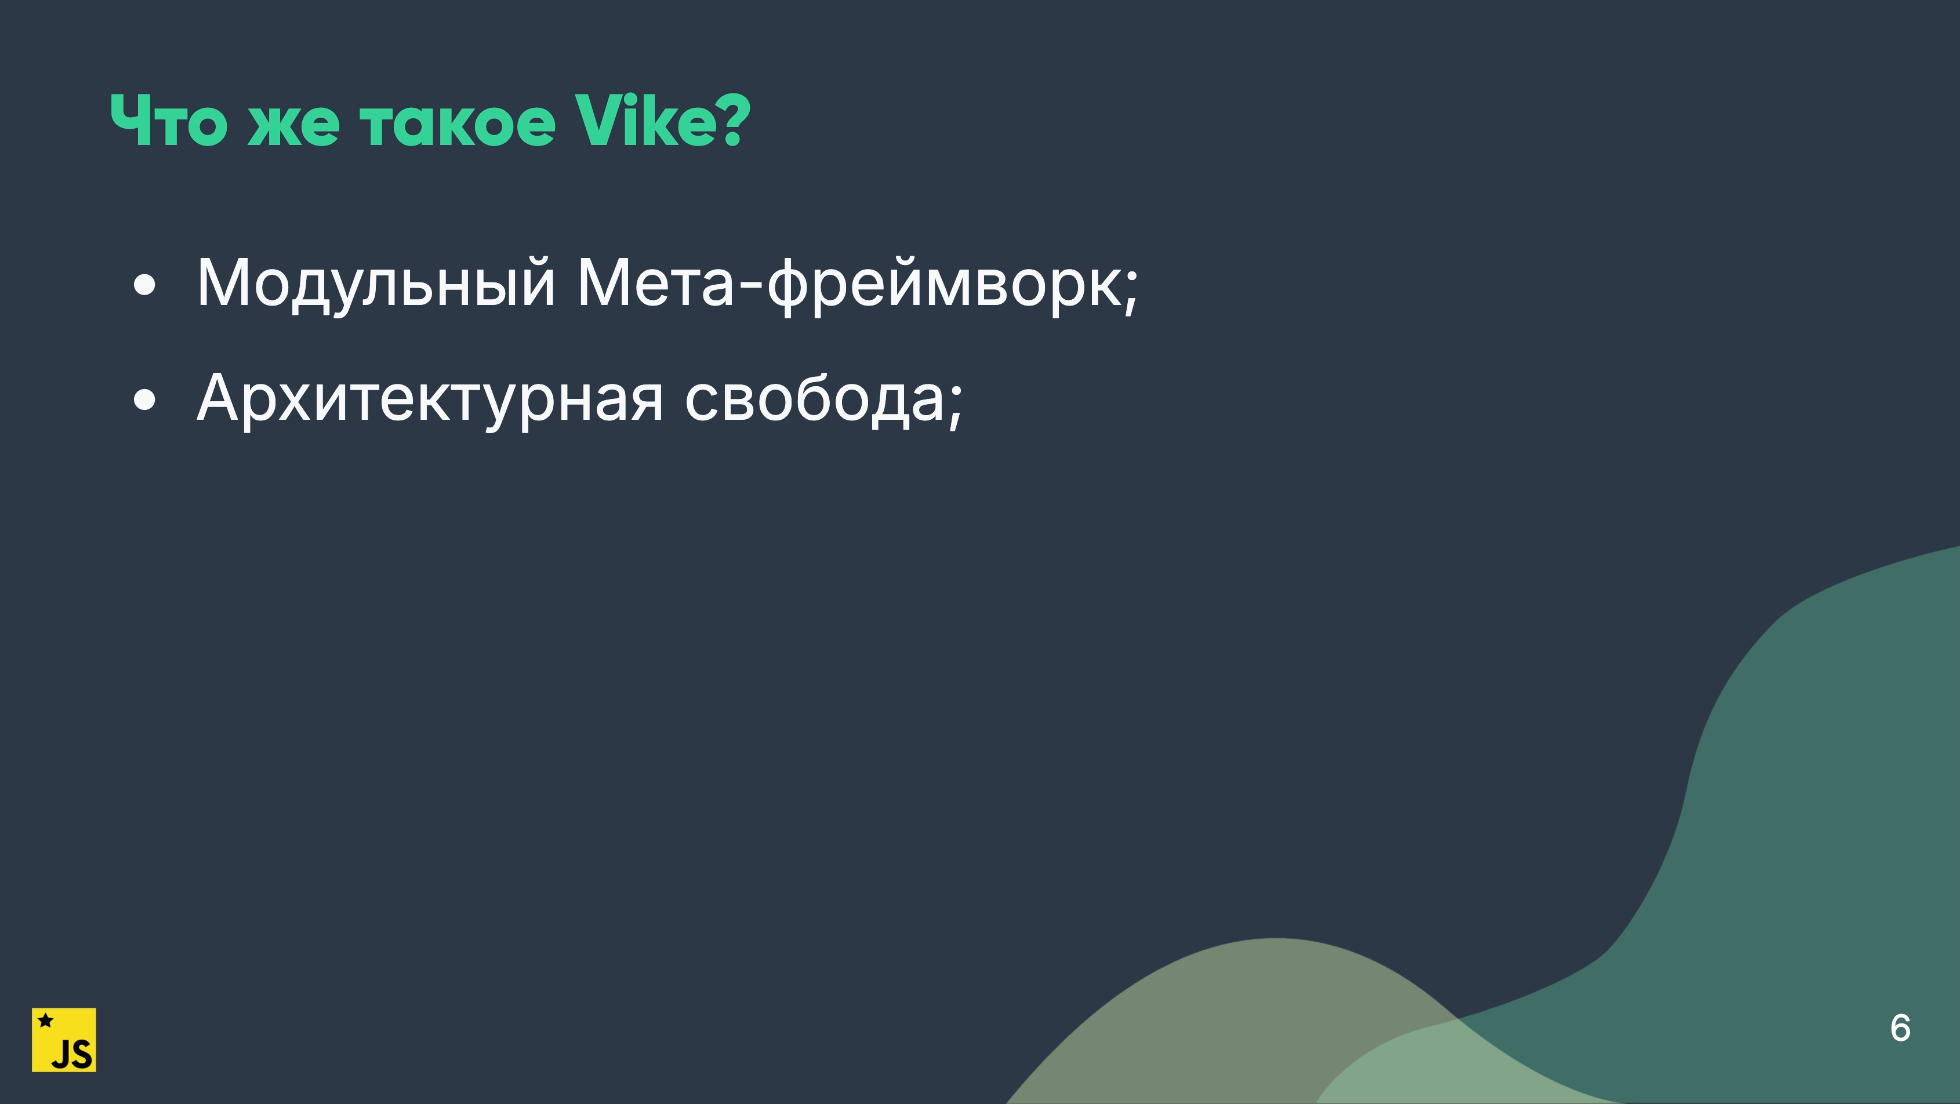 Что же такое Vike?
• Модульный Мета-фреймворк;
• Архитектурная свобода;
JS
6